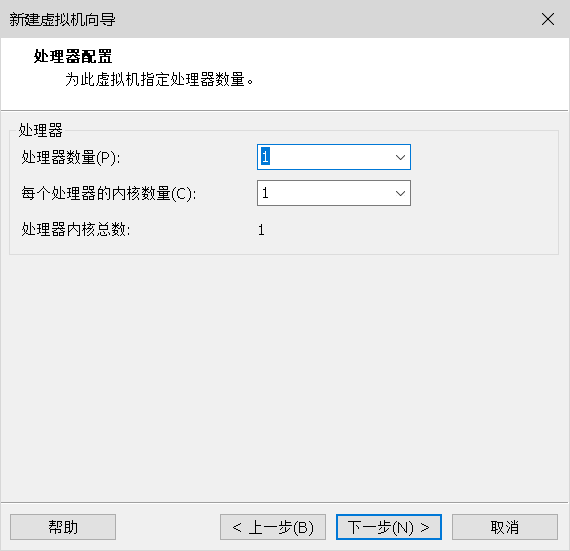 新建虚拟机向导
处理器配置
为此虚拟机指定处理器数量。
处理器
处理器数量(P): 1
每个处理器的内核数量(C): 1
处理器内核总数: 1
帮助 < 上一步(B) 下一步(N) > 取消